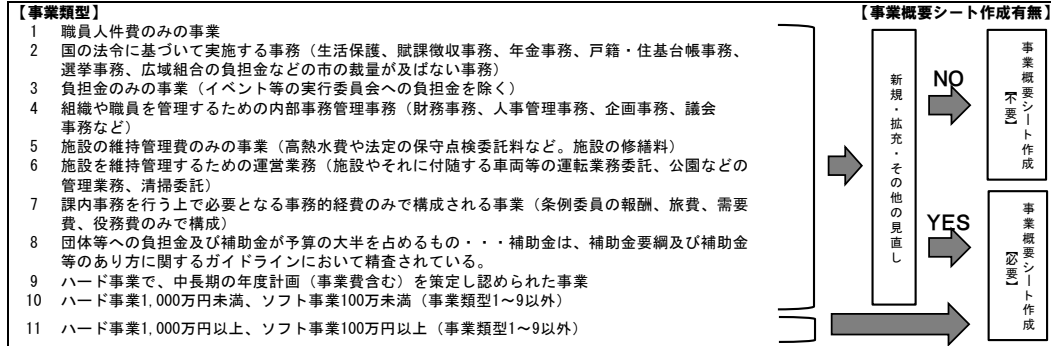 【事業類型】
【事業概要シート作成有無】
1 職員人件費のみの事業
2 国の法令に基づいて実施する事務（生活保護、賦課徴収事務、年金事務、戸籍・住基台帳事務、
選挙事務、広域組合の負担金などの市の裁量が及ばない事務）
3 負担金のみの事業（イベント等の実行委員会への負担金を除く）
4 組織や職員を管理するための内部事務管理事務（財務事務、人事管理事務、企画事務、議会
事務など）
5 施設の維持管理費のみの事業（高熱水費や法定の保守点検委託料など。施設の修繕料）
6 施設を維持管理するための運営業務（施設やそれに付随する車両等の運転業務委託、公園などの
管理業務、清掃委託）
7 課内事務を行う上で必要となる事務的経費のみで構成される事業（条例委員の報酬、旅費、需要
費、役務費のみで構成）
8 団体等への負担金及び補助金が予算の大半を占めるもの・・・補助金は、補助金要綱及び補助金
等のあり方に関するガイドラインにおいて精査されている。
9 ハード事業で、中長期の年度計画（事業費含む）を策定し認められた事業
10 ハード事業1,000万円未満、ソフト事業100万未満（事業類型1～9以外）
11 ハード事業1,000万円以上、ソフト事業100万円以上（事業類型1～9以外）
新規・拡充・その他の見直し
NO
事業概要シート作成
【不要】
YES
事業概要シート作成
【必要】